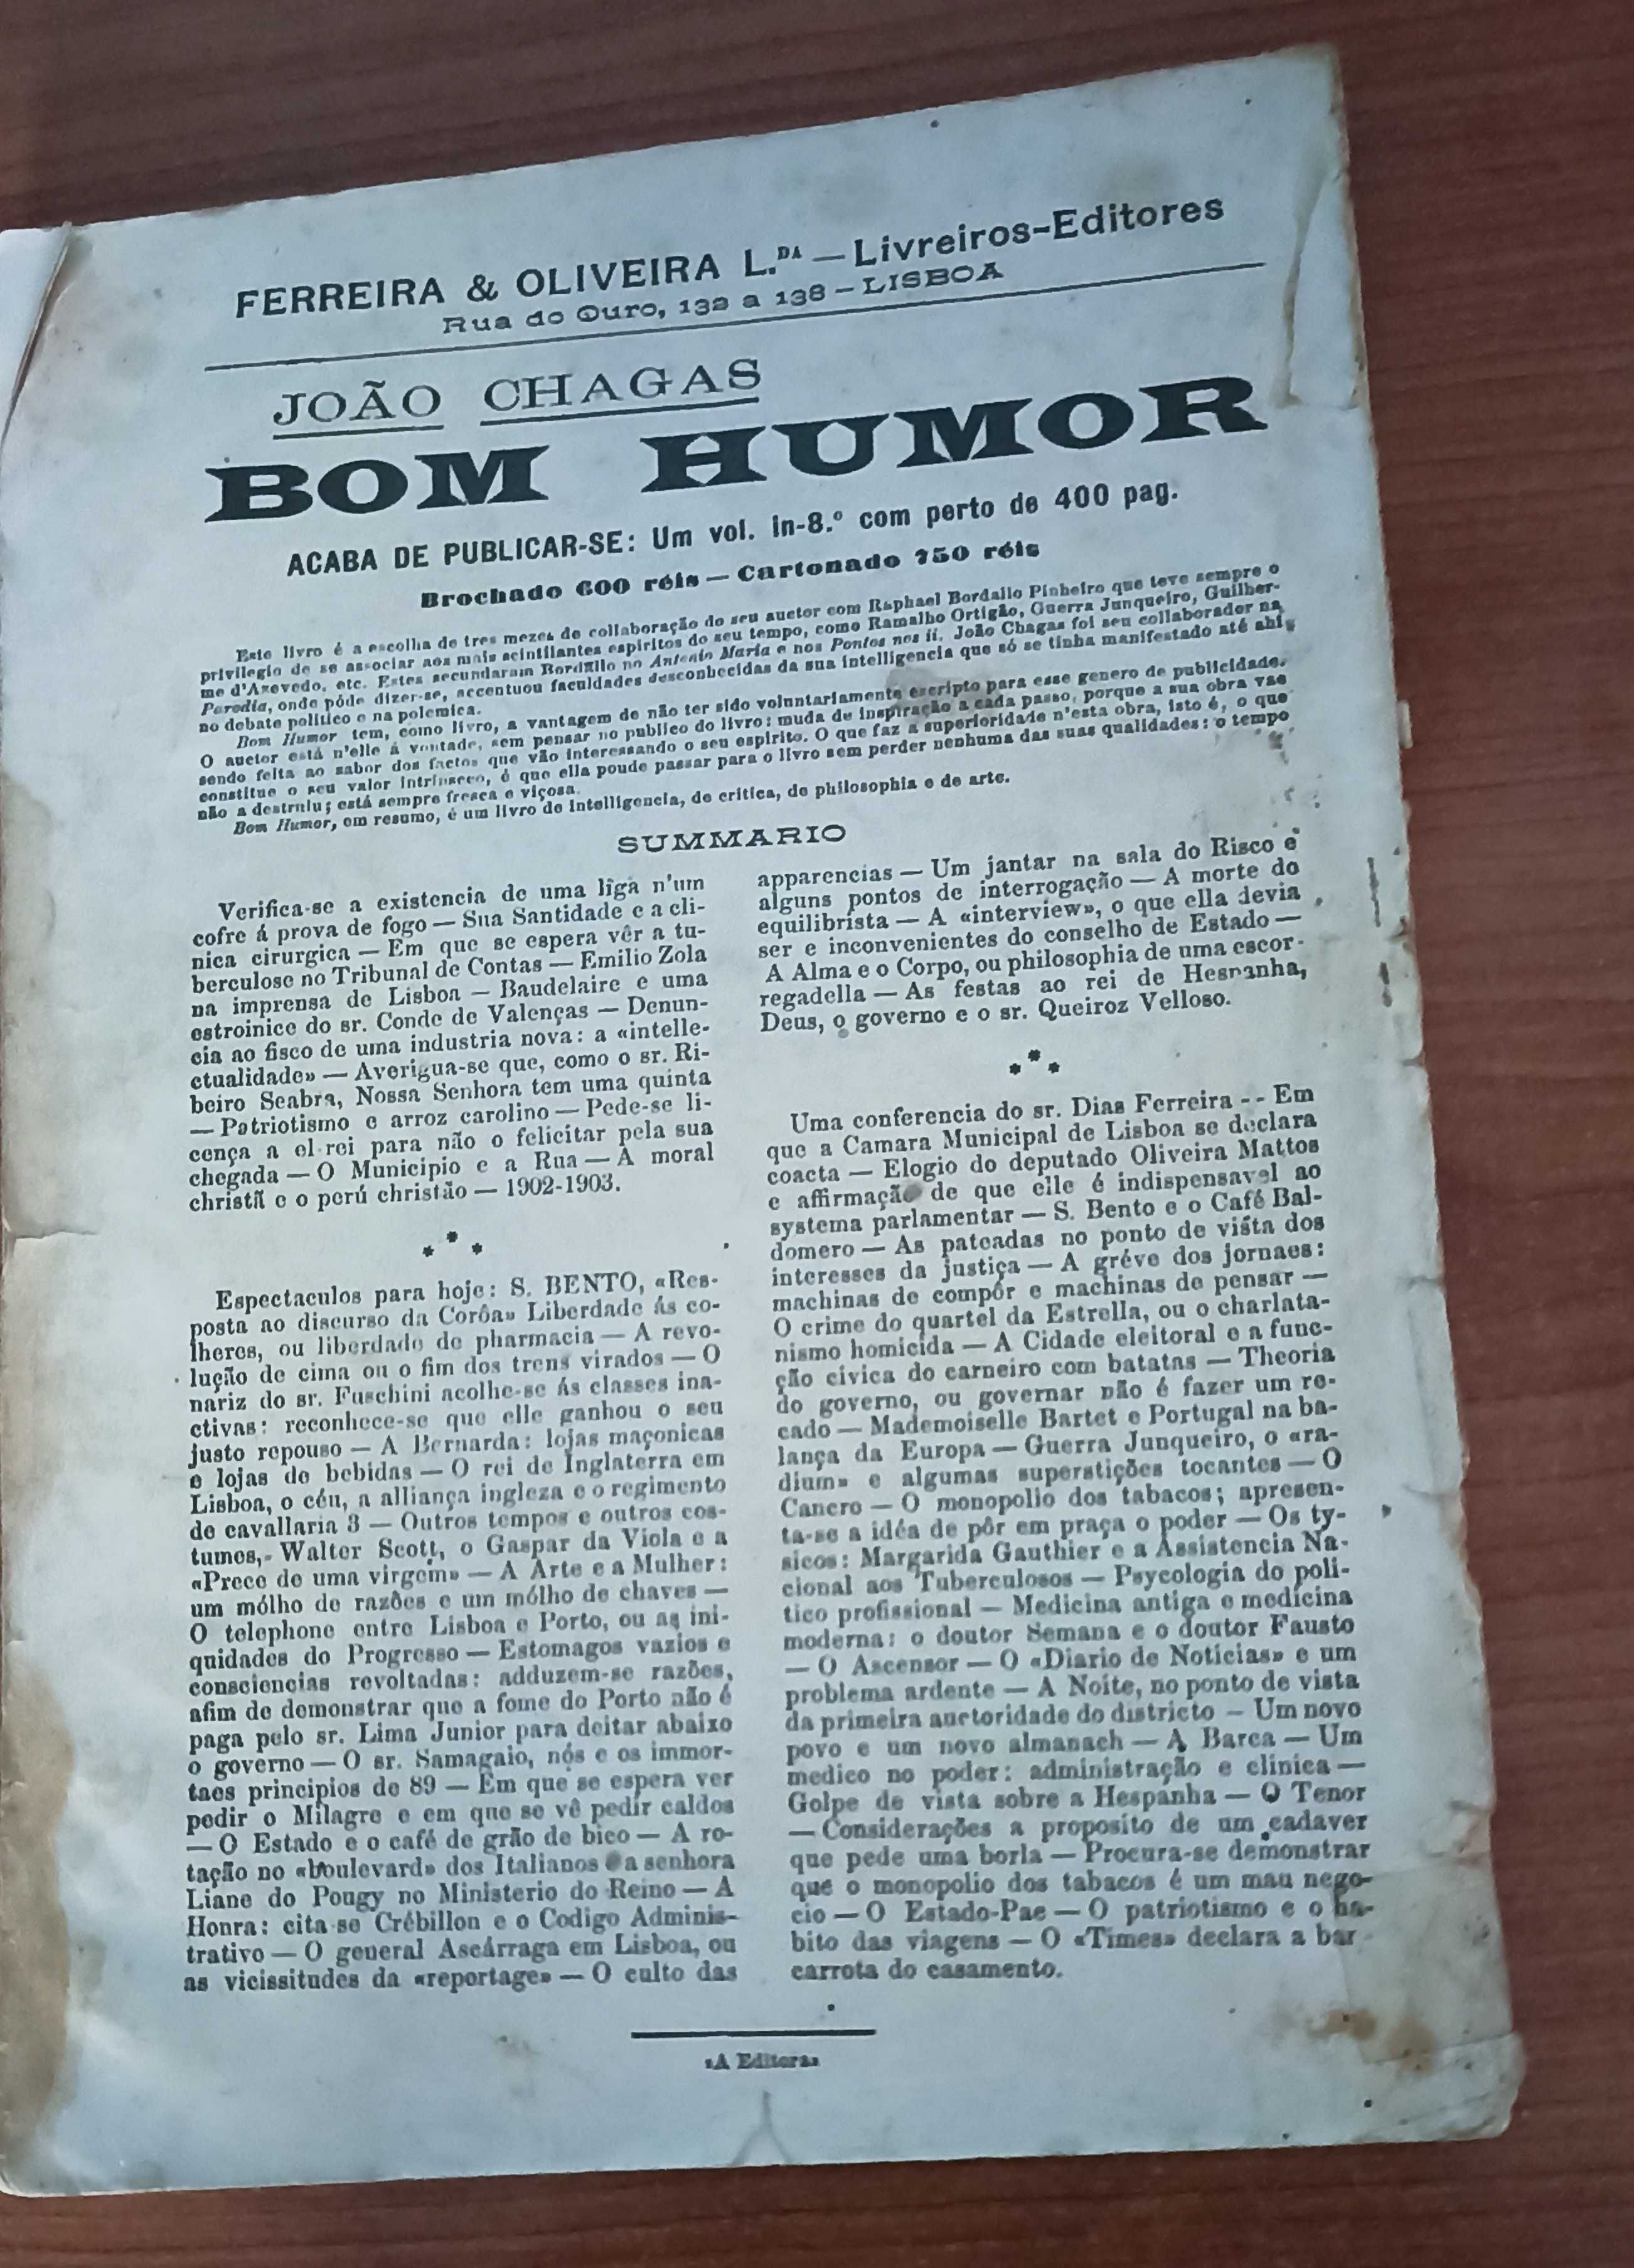 FERREIRA & OLIVEIRA L.DA — Livreiros-Editores
Rua do Ouro, 132 a 138 — LISBOA
JOÃO CHAGAS
BOM HUMOR
ACABA DE PUBLICAR-SE: Um vol. in-8.º com perto de 400 pag.
Brochado 600 réis — Cartonado 750 réis
Este livro é a escolha de tres mezes de collaboração do seu auctor com Raphael Bordallo Pinheiro que teve sempre o
privilegio de se associar aos mais scintillantes espiritos do seu tempo, como Ramalho Ortigão, Guerra Junqueiro, Guilher-
me d'Azevedo, etc. Estes secundaram Bordallo no Antonio Maria e nos Pontos nos ii. João Chagas foi seu collaborador na
Parodia, onde póde dizer-se, accentuou faculdades desconhecidas da sua intelligencia que só se tinha manifestado até ahi,
no debate politico e na polemica.
Bom Humor tem, como livro, a vantagem de não ter sido voluntariamente escripto para esse genero de publicidade.
O auctor está n'elle á vontade, sem pensar no publico do livro: muda de inspiração a cada passo, porque a sua obra vae
sendo feita ao sabor dos factos que vão interessando o seu espirito. O que faz a superioridade n'esta obra, isto é, o que
constitue o seu valor intrinseco, é que ella poude passar para o livro sem perder nenhuma das suas qualidades: o tempo
não a destruiu; está sempre fresca e viçosa.
Bom Humor, em resumo, é um livro de intelligencia, de critica, de philosophia e de arte.
SUMMARIO
Verifica-se a existencia de uma liga n'um
cofre á prova de fogo — Sua Santidade e a cli-
nica cirurgica — Em que se espera vêr a tu-
berculose no Tribunal de Contas — Emilio Zola
na imprensa de Lisboa — Baudelaire e uma
estroinice do sr. Conde de Valenças — Denun-
cia ao fisco de uma industria nova: a «intelle-
ctualidade» — Averigua-se que, como o sr. Ri-
beiro Seabra, Nossa Senhora tem uma quinta
— Patriotismo e arroz carolino — Pede-se li-
cença a el-rei para não o felicitar pela sua
chegada — O Municipio e a Rua — A moral
christã e o perú christão — 1902-1903.
* * *
Espectaculos para hoje: S. BENTO, «Res-
posta ao discurso da Corôa» Liberdade ás co-
lheres, ou liberdade de pharmacia — A revo-
lução de cima ou o fim dos trens virados — O
nariz do sr. Fuschini acolhe-se ás classes ina-
ctivas: reconhece-se que elle ganhou o seu
justo repouso — A Bernarda: lojas maçonicas
e lojas de bebidas — O rei de Inglaterra em
Lisboa, o céu, a alliança ingleza e o regimento
de cavallaria 3 — Outros tempos e outros cos-
tumes,- Walter Scott, o Gaspar da Viola e a
«Prece de uma virgem» — A Arte e a Mulher:
um mólho de razões e um mólho de chaves —
O telephone entre Lisboa e Porto, ou as ini-
quidades do Progresso — Estomagos vazios e
consciencias revoltadas: adduzem-se razões,
afim de demonstrar que a fome do Porto não é
paga pelo sr. Lima Junior para deitar abaixo
o governo — O sr. Samagaio, nós e os immor-
taes principios de 89 — Em que se espera ver
pedir o Milagre e em que se vê pedir caldos
— O Estado e o café de grão de bico — A ro-
tação no «boulevard» dos Italianos e a senhora
Liane do Pougy no Ministerio do Reino — A
Honra: cita-se Crébillon e o Codigo Adminis-
trativo — O general Ascárraga em Lisboa, ou
as vicissitudes da «reportage» — O culto das
apparencias — Um jantar na sala do Risco e
alguns pontos de interrogação — A morte do
equilibrista — A «interview», o que ella devia
ser e inconvenientes do conselho de Estado —
A Alma e o Corpo, ou philosophia de uma escor-
regadella — As festas ao rei de Hespanha,
Deus, o governo e o sr. Queiroz Velloso.
* * *
Uma conferencia do sr. Dias Ferreira - - Em
que a Camara Municipal de Lisboa se declara
coacta — Elogio do deputado Oliveira Mattos
e affirmação de que elle é indispensavel ao
systema parlamentar — S. Bento e o Café Bal-
domero — As pateadas no ponto de vista dos
interesses da justiça — A gréve dos jornaes:
machinas de compôr e machinas de pensar —
O crime do quartel da Estrella, ou o charlata-
nismo homicida — A Cidade eleitoral e a func-
ção civica do carneiro com batatas — Theoria
do governo, ou governar não é fazer um re-
cado — Mademoiselle Bartet e Portugal na ba-
lança da Europa — Guerra Junqueiro, o «ra-
dium» e algumas superstições tocantes — O
Cancro — O monopolio dos tabacos; apresen-
ta-se a idéa de pôr em praça o poder — Os ty-
sicos: Margarida Gauthier e a Assistencia Na-
cional aos Tuberculosos — Psycologia do poli-
tico profissional — Medicina antiga e medicina
moderna: o doutor Semana e o doutor Fausto
— O Ascensor — O «Diario de Noticias» e um
problema ardente — A Noite, no ponto de vista
da primeira auctoridade do districto — Um novo
povo e um novo almanach — A Barca — Um
medico no poder: administração e clinica —
Golpe de vista sobre a Hespanha — O Tenor
— Considerações a proposito de um cadaver
que pede uma borla — Procura-se demonstrar
que o monopolio dos tabacos é um mau nego-
cio — O Estado-Pae — O patriotismo e o ha-
bito das viagens — O «Times» declara a bar-
carrota do casamento.
«A Editora»